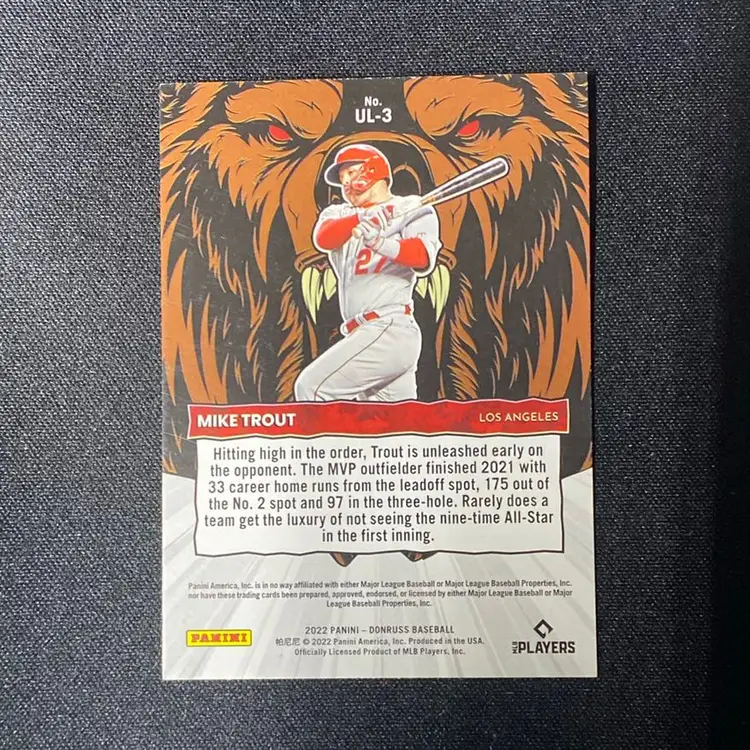 No.
UL-3
27
MIKE TROUT
LOS ANGELES
Hitting high in the order, Trout is unleashed early on
the opponent. The MVP outfielder finished 2021 with
33 career home runs from the leadoff spot, 175 out of
the No. 2 spot and 97 in the three-hole. Rarely does a
team get the luxury of not seeing the nine-time All-Star
in the first inning.
Panini America, Inc. is in no way affiliated with either Major League Baseball or Major League Baseball Properties, Inc.
nor have these trading cards been prepared, approved, endorsed, or licensed by either Major League Baseball or Major
League Baseball Properties, Inc.
PANINI
2022 PANINI – DONRUSS BASEBALL
帕尼尼 © 2022 Panini America, Inc. Produced in the USA.
Officially Licensed Product of MLB Players, Inc.
MLB PLAYERS